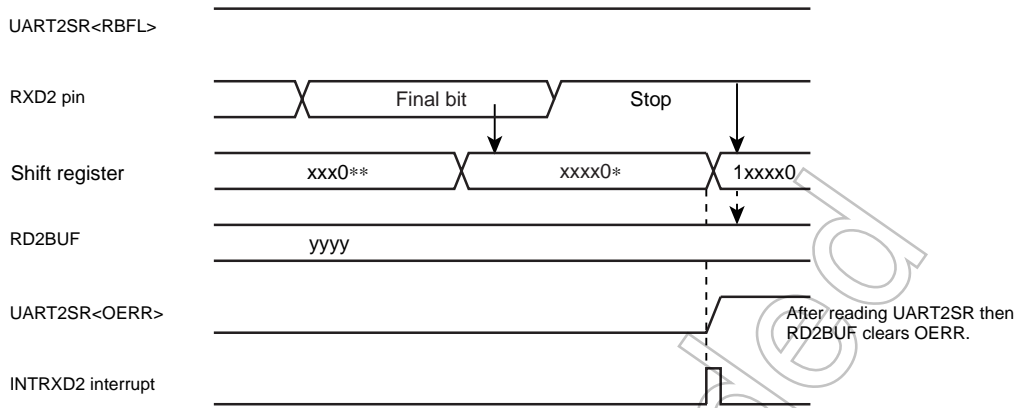 UART2SR<RBFL>
RXD2 pin
Final bit
Stop
Shift register
xxx0**
xxxx0*
1xxxx0
RD2BUF
yyyy
UART2SR<OERR>
After reading UART2SR then
RD2BUF clears OERR.
INTRXD2 interrupt